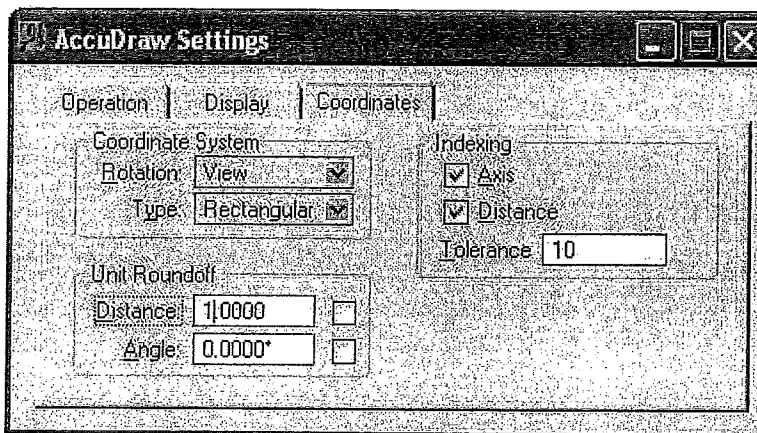 AccuDraw Settings
Operation
Display
Coordinates
Coordinate System
Rotation: View
Type: Rectangular
Unit Roundoff
Distance: 1.0000
Angle: 0.0000°
Indexing
Axis
Distance
Tolerance 10